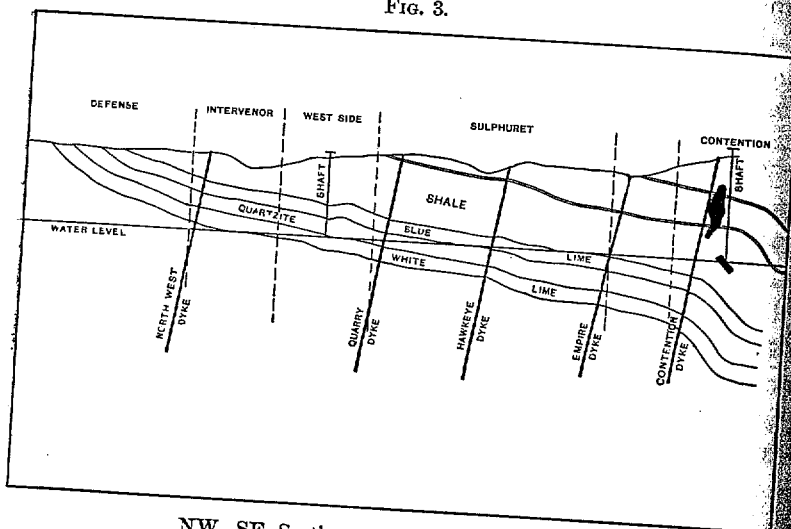 FIG. 3.
DEFENSE
INTERVENOR
WEST SIDE
SULPHURET
CONTENTION
SHAFT
SHAFT
SHALE
QUARTZITE
BLUE
WATER LEVEL
WHITE
LIME
LIME
NORTH WEST
DYKE
QUARRY
DYKE
HAWKEYE
DYKE
EMPIRE
DYKE
CONTENTION
DYKE
NW.-SE.